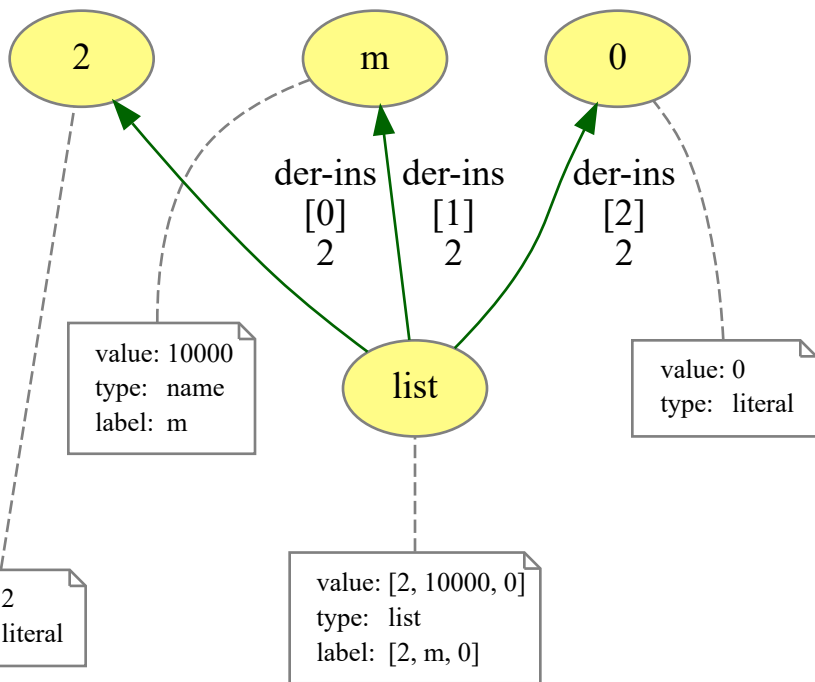 2
m
0
der-ins
[0]
2
der-ins
[1]
2
der-ins
[2]
2
value: 10000
type: name
label: m
list
value: 0
type: literal
2
literal
value: [2, 10000, 0]
type: list
label: [2, m, 0]